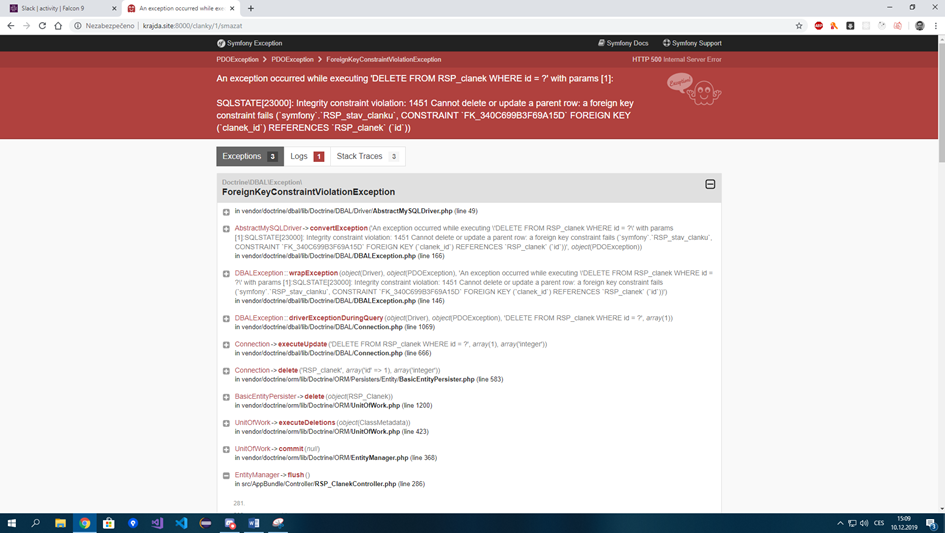 Slack | activity | Falcon 9
An exception occurred while exe
Nezabezpečeno | krajda.site:8000/clanky/1/smazat
Symfony Exception
Symfony Docs
Symfony Support
PDOException > PDOException > ForeignKeyConstraintViolationException
HTTP 500 Internal Server Error
An exception occurred while executing 'DELETE FROM RSP_clanek WHERE id = ?' with params [1]:
SQLSTATE[23000]: Integrity constraint violation: 1451 Cannot delete or update a parent row: a foreign key
constraint fails (`symfony`.`RSP_stav_clanku`, CONSTRAINT `FK_340C699B3F69A15D` FOREIGN KEY
(`clanek_id`) REFERENCES `RSP_clanek` (`id`))
Exception!
Exceptions 3
Logs 1
Stack Traces 3
Doctrine\DBAL\Exception\
ForeignKeyConstraintViolationException
in vendor/doctrine/dbal/lib/Doctrine/DBAL/Driver/AbstractMySQLDriver.php (line 49)
AbstractMySQLDriver->convertException('An exception occurred while executing \'DELETE FROM RSP_clanek WHERE id = ?\' with params
[1]:SQLSTATE[23000]: Integrity constraint violation: 1451 Cannot delete or update a parent row: a foreign key constraint fails (`symfony`.`RSP_stav_clanku`,
CONSTRAINT `FK_340C699B3F69A15D` FOREIGN KEY (`clanek_id`) REFERENCES `RSP_clanek` (`id`))', object(PDOException))
in vendor/doctrine/dbal/lib/Doctrine/DBAL/DBALException.php (line 166)
DBALException::wrapException(object(Driver), object(PDOException), 'An exception occurred while executing \'DELETE FROM RSP_clanek WHERE id =
?\' with params [1]:SQLSTATE[23000]: Integrity constraint violation: 1451 Cannot delete or update a parent row: a foreign key constraint fails
(`symfony`.`RSP_stav_clanku`, CONSTRAINT `FK_340C699B3F69A15D` FOREIGN KEY (`clanek_id`) REFERENCES `RSP_clanek` (`id`))')
in vendor/doctrine/dbal/lib/Doctrine/DBAL/DBALException.php (line 146)
DBALException::driverExceptionDuringQuery(object(Driver), object(PDOException), 'DELETE FROM RSP_clanek WHERE id = ?', array(1))
in vendor/doctrine/dbal/lib/Doctrine/DBAL/Connection.php (line 1069)
Connection->executeUpdate('DELETE FROM RSP_clanek WHERE id = ?', array(1), array('integer'))
in vendor/doctrine/dbal/lib/Doctrine/DBAL/Connection.php (line 666)
Connection->delete('RSP_clanek', array('id' => 1), array('integer'))
in vendor/doctrine/orm/lib/Doctrine/ORM/Persisters/Entity/BasicEntityPersister.php (line 583)
BasicEntityPersister->delete(object(RSP_Clanek))
in vendor/doctrine/orm/lib/Doctrine/ORM/UnitOfWork.php (line 1200)
UnitOfWork->executeDeletions(object(ClassMetadata))
in vendor/doctrine/orm/lib/Doctrine/ORM/UnitOfWork.php (line 423)
UnitOfWork->commit(null)
in vendor/doctrine/orm/lib/Doctrine/ORM/EntityManager.php (line 368)
EntityManager->flush()
in src/AppBundle/Controller/RSP_ClanekController.php (line 286)
281.
CES
15:09
10.12.2019